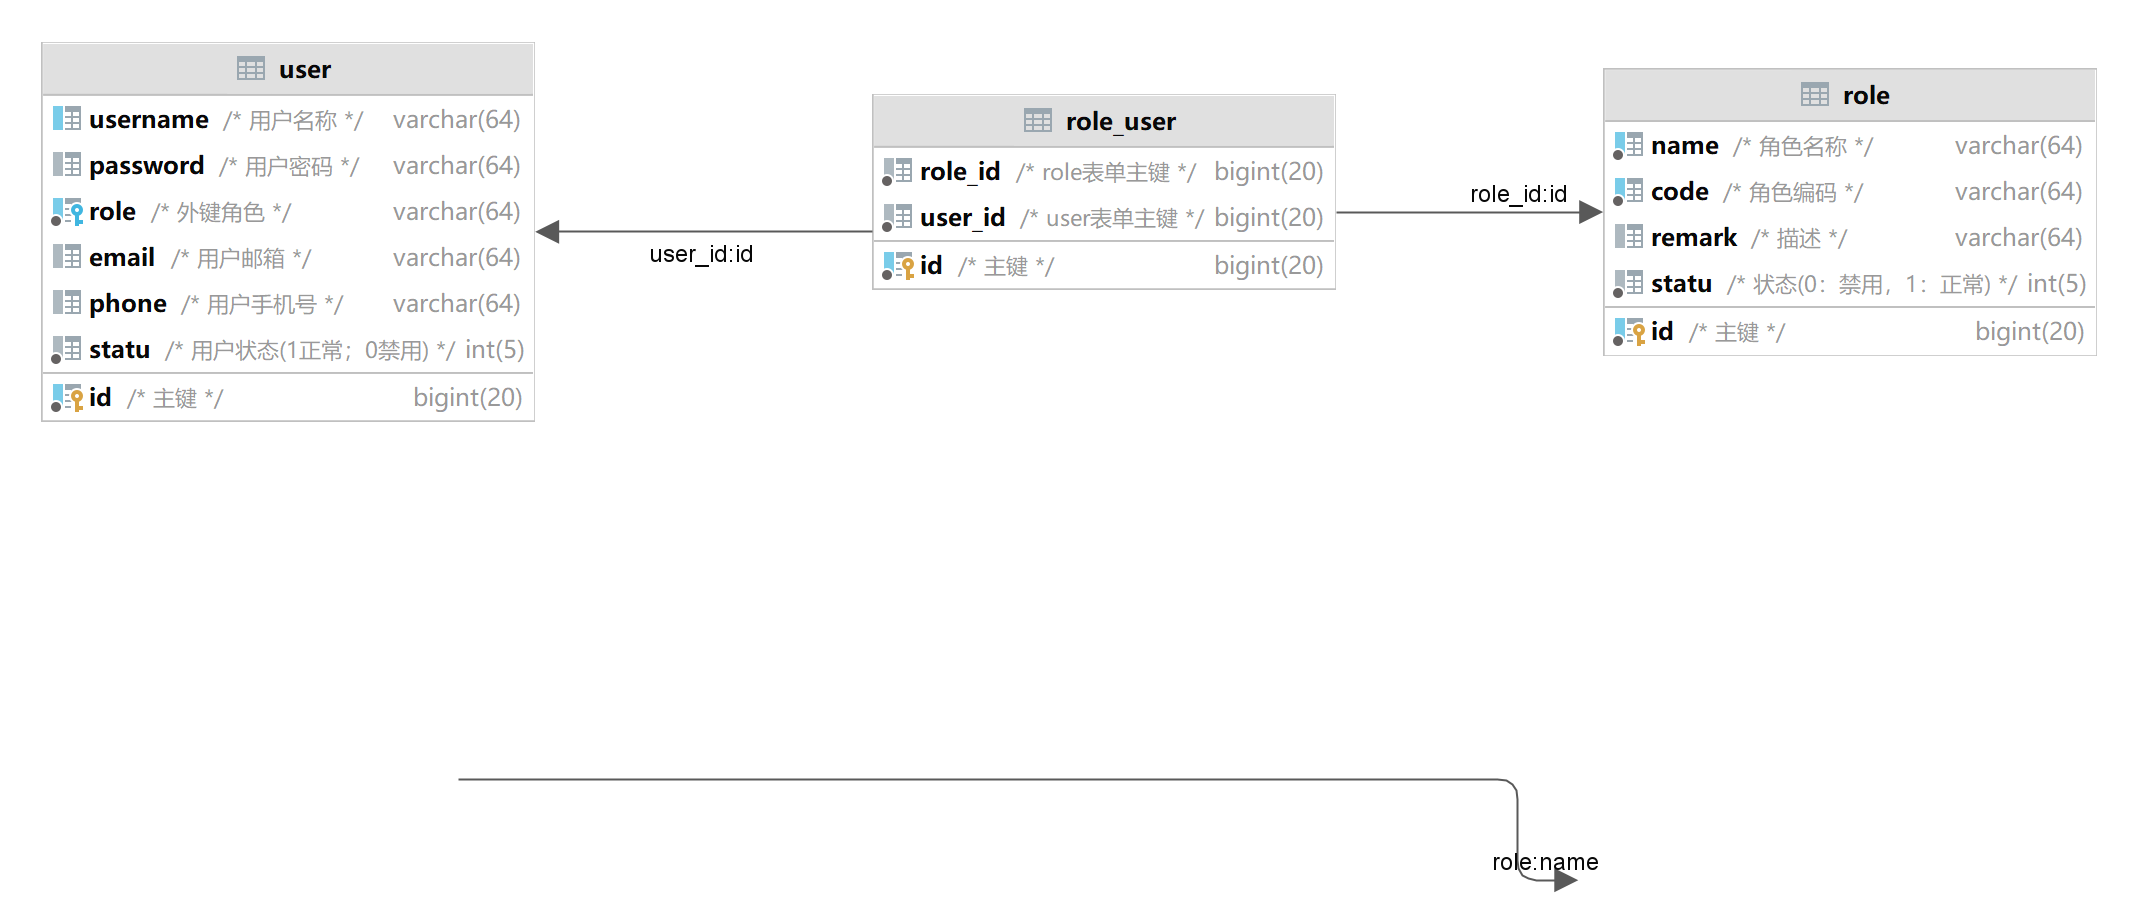 user
username /* 用户名称 */ varchar(64)
password /* 用户密码 */ varchar(64)
role /* 外键角色 */ varchar(64)
email /* 用户邮箱 */ varchar(64)
phone /* 用户手机号 */ varchar(64)
statu /* 用户状态(1正常；0禁用) */ int(5)
id /* 主键 */ bigint(20)
user_id:id
role_user
role_id /* role表单主键 */ bigint(20)
user_id /* user表单主键 */ bigint(20)
id /* 主键 */ bigint(20)
role_id:id
role
name /* 角色名称 */ varchar(64)
code /* 角色编码 */ varchar(64)
remark /* 描述 */ varchar(64)
statu /* 状态(0：禁用，1：正常) */ int(5)
id /* 主键 */ bigint(20)
role:name